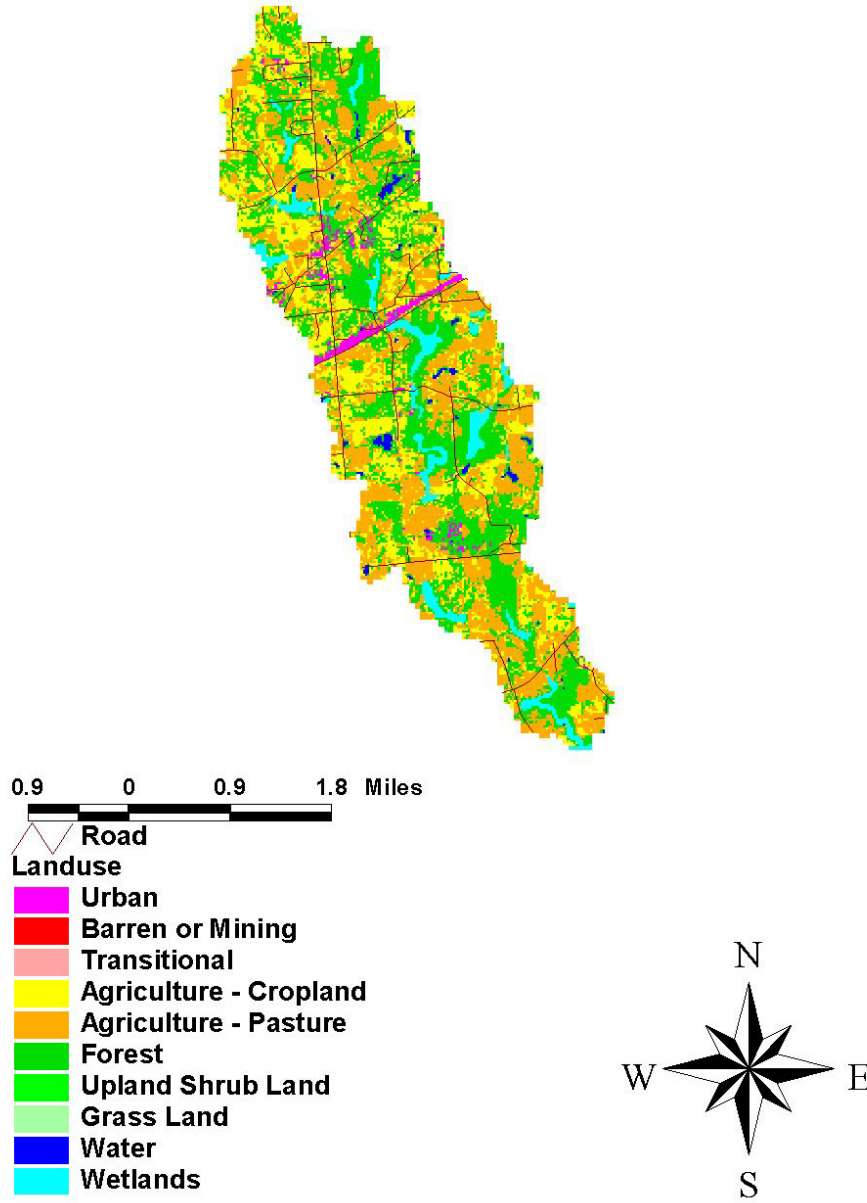 0.9 0 0.9 1.8 Miles
Road
Landuse
Urban
Barren or Mining
Transitional
Agriculture - Cropland
Agriculture - Pasture
Forest
Upland Shrub Land
Grass Land
Water
Wetlands
N
W E
S